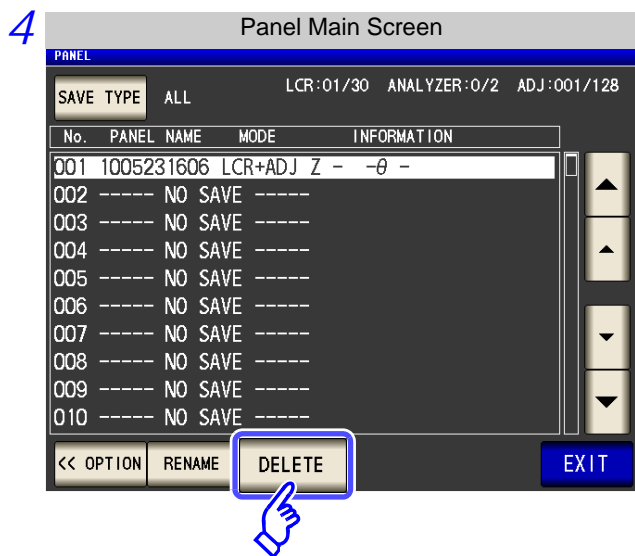 4
Panel Main Screen
PANEL
SAVE TYPE ALL LCR:01/30 ANALYZER:0/2 ADJ:001/128
No. PANEL NAME MODE INFORMATION
001 1005231606 LCR+ADJ Z - -θ -
002 ----- NO SAVE -----
003 ----- NO SAVE -----
004 ----- NO SAVE -----
005 ----- NO SAVE -----
006 ----- NO SAVE -----
007 ----- NO SAVE -----
008 ----- NO SAVE -----
009 ----- NO SAVE -----
010 ----- NO SAVE -----
<< OPTION RENAME DELETE EXIT